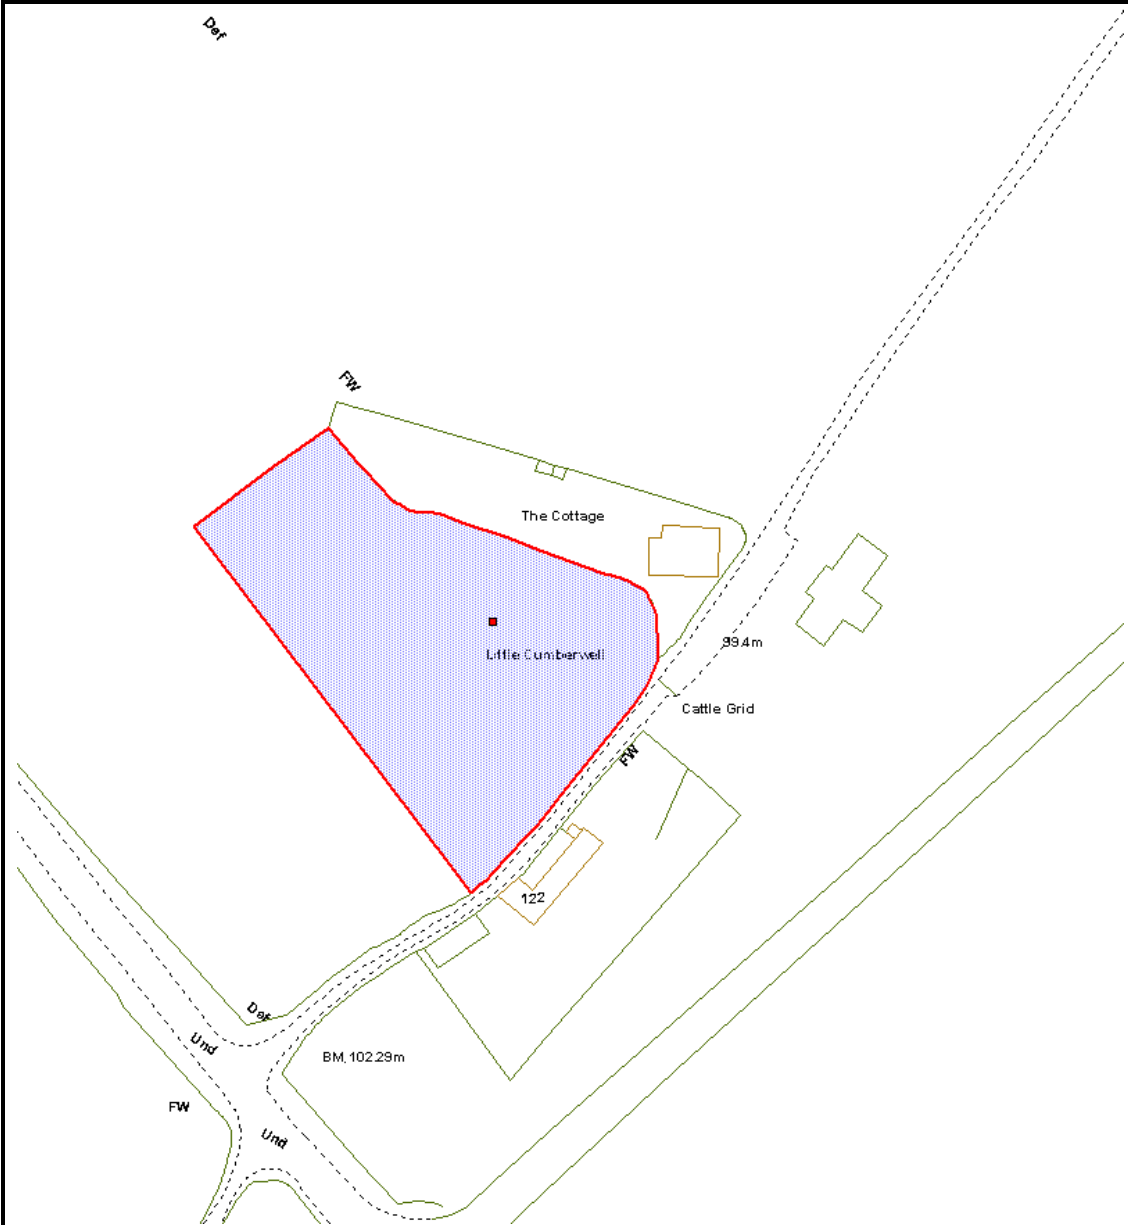 Def
FW
The Cottage
99.4m
Little Cumberwell
Cattle Grid
FW
122
Def
Und
BM, 102.29m
FW
Und